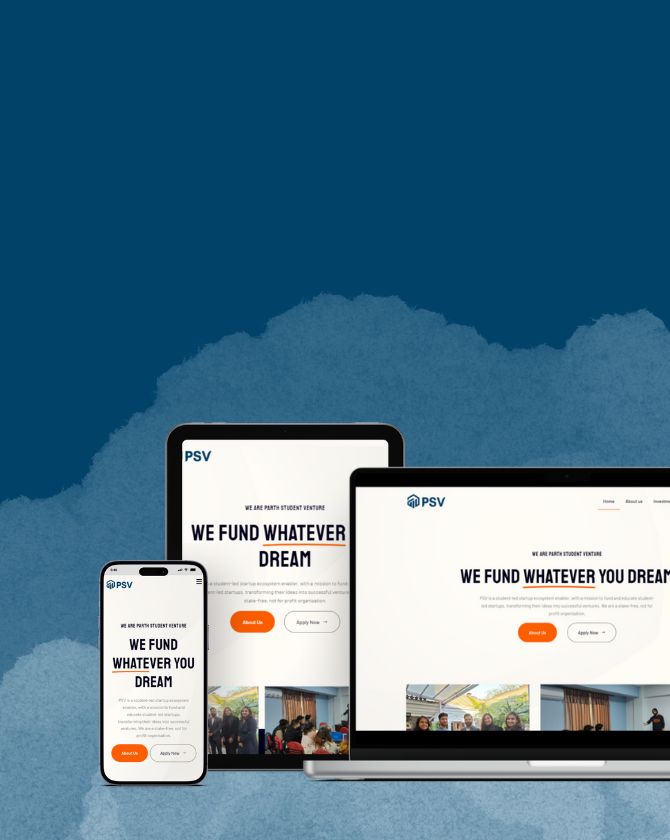 PSV
WE ARE PARTH STUDENT VENTURE
WE FUND WHATEVER
DREAM
a student-led startup ecosystem enabler, with a mission to fund
led startups, transforming their ideas into successful
stake-free, not for profit organisation.
About Us
Apply Now →
PSV
Home
About us
WE ARE PARTH STUDENT VENTURE
WE FUND WHATEVER YOU DREAM
PSV is a student-led startup ecosystem enabler, with a mission to fund and educate student-
led startups, transforming their ideas into successful ventures. We are a stake-free, not for
profit organisation.
About Us
Apply Now →
PSV
WE ARE PARTH STUDENT VENTURE
WE FUND
WHATEVER YOU
DREAM
PSV is a student-led startup ecosystem
enabler, with a mission to fund and
educate student-led startups,
transforming their ideas into successful
ventures. We are a stake-free, not for
profit organisation.
About Us
Apply Now →